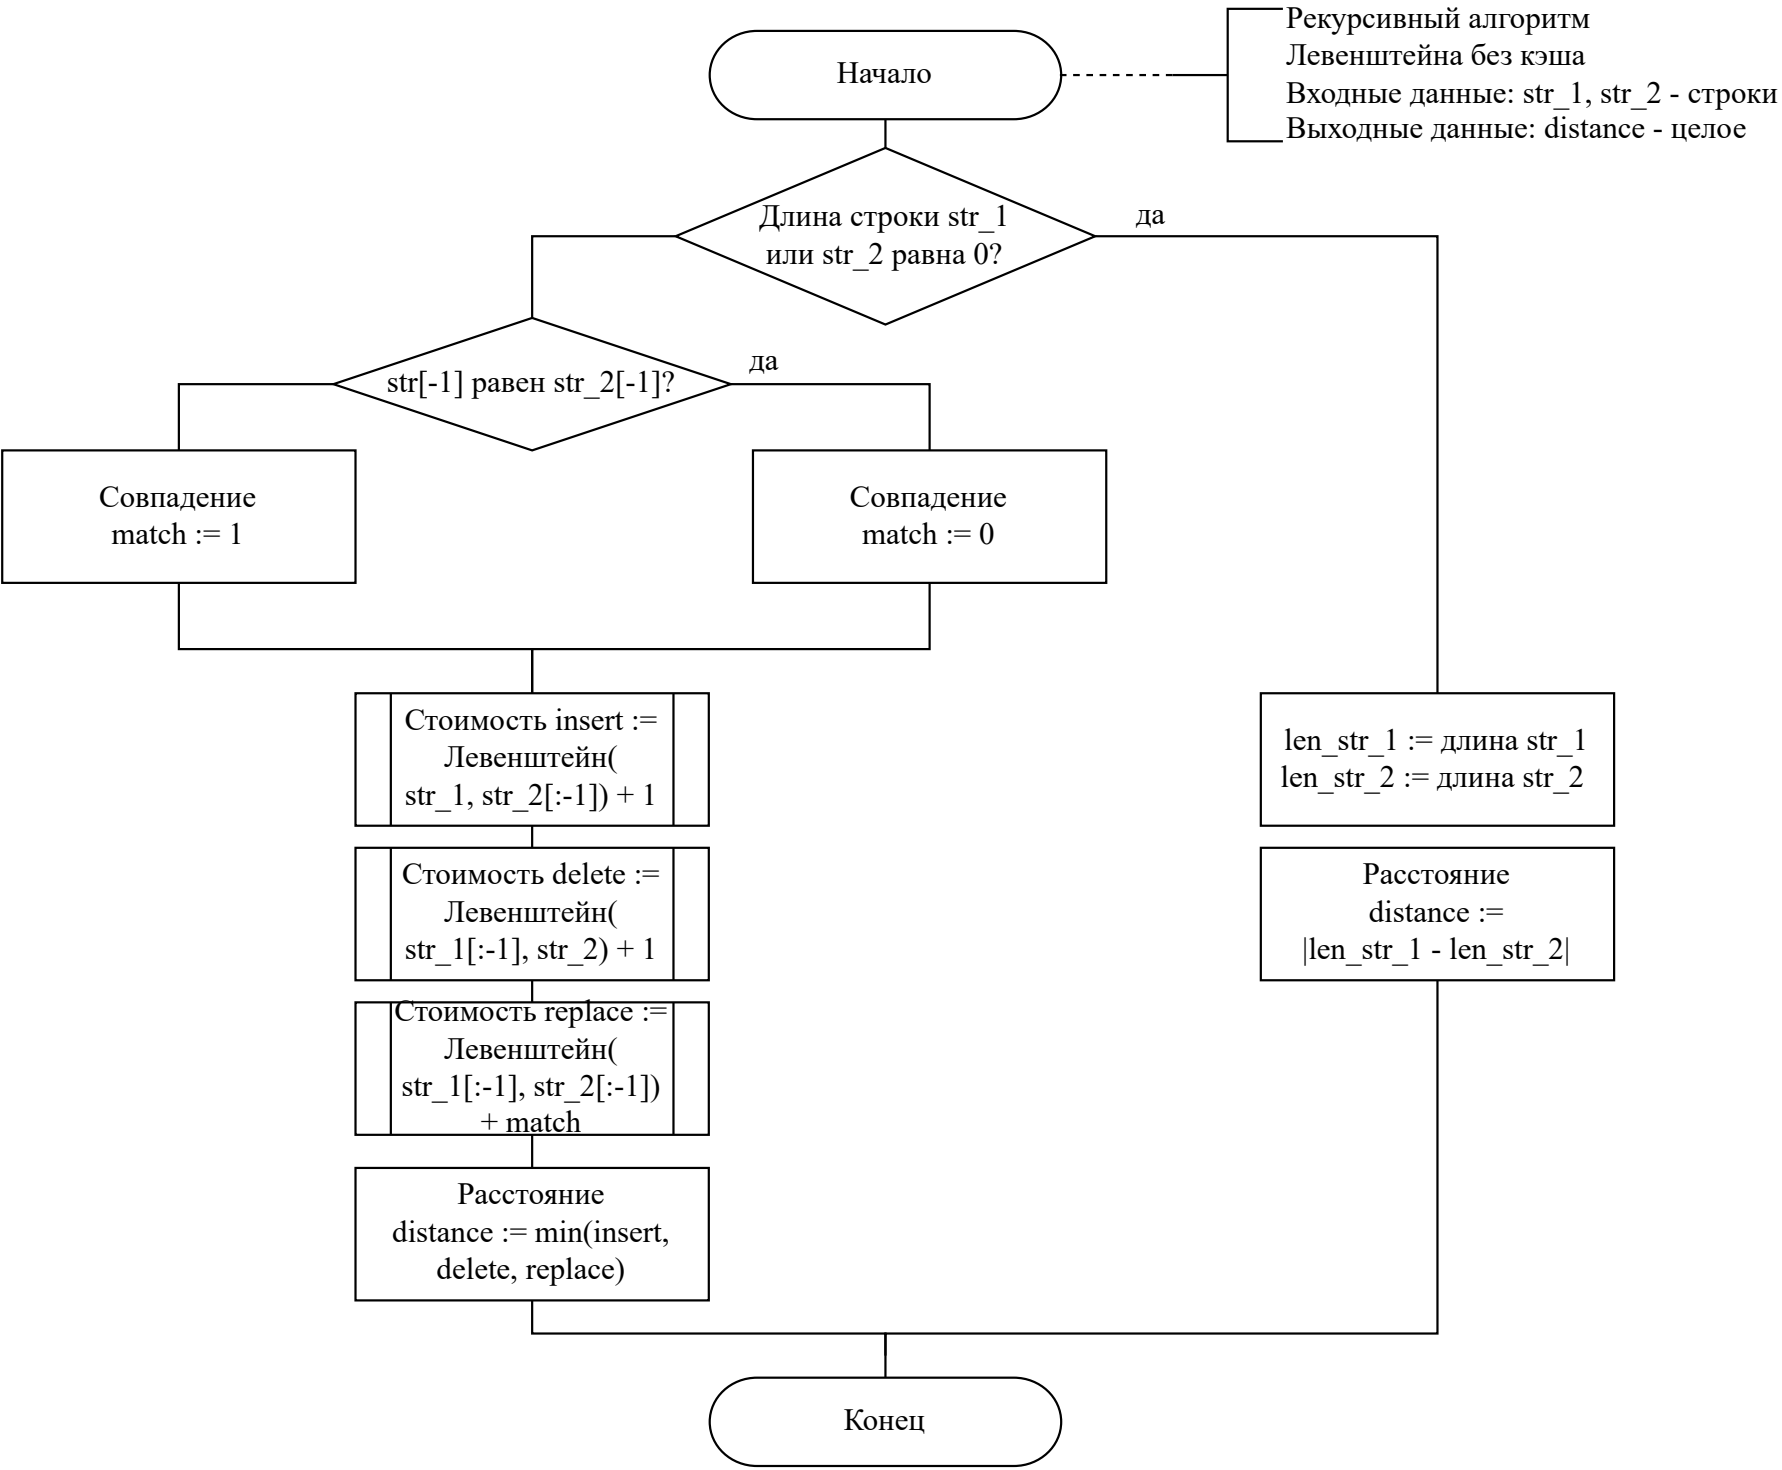 Рекурсивный алгоритм
Левенштейна без кэша
Входные данные: str_1, str_2 - строки
Выходные данные: distance - целое
Начало
Длина строки str_1
или str_2 равна 0?
да
str[-1] равен str_2[-1]?
да
Совпадение
match := 1
Совпадение
match := 0
Стоимость insert :=
Левенштейн(
str_1, str_2[:-1]) + 1
len_str_1 := длина str_1
len_str_2 := длина str_2
Стоимость delete :=
Левенштейн(
str_1[:-1], str_2) + 1
Расстояние
distance :=
|len_str_1 - len_str_2|
Стоимость replace :=
Левенштейн(
str_1[:-1], str_2[:-1])
+ match
Расстояние
distance := min(insert,
delete, replace)
Конец